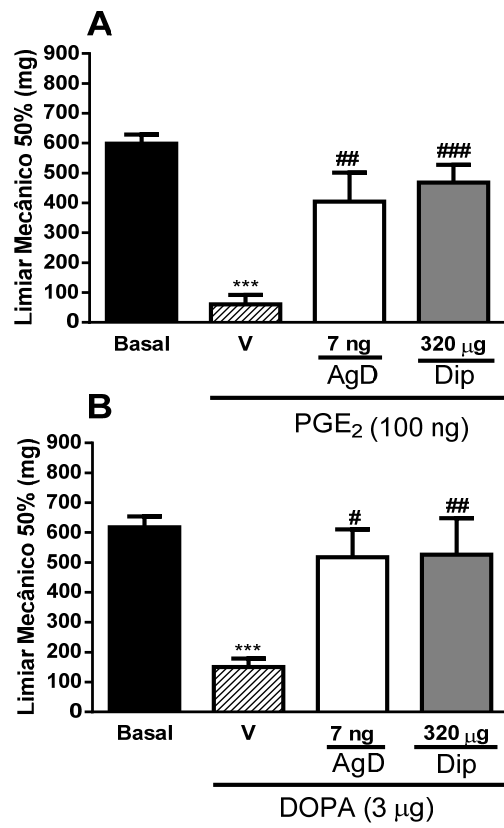 A
Limiar Mecânico 50% (mg)
900
800
700
600
500
400
300
200
100
0
***
##
###
Basal
V
7 ng
320 µg
AgD
Dip
PGE₂ (100 ng)
B
Limiar Mecânico 50% (mg)
900
800
700
600
500
400
300
200
100
0
***
#
##
Basal
V
7 ng
320 µg
AgD
Dip
DOPA (3 µg)